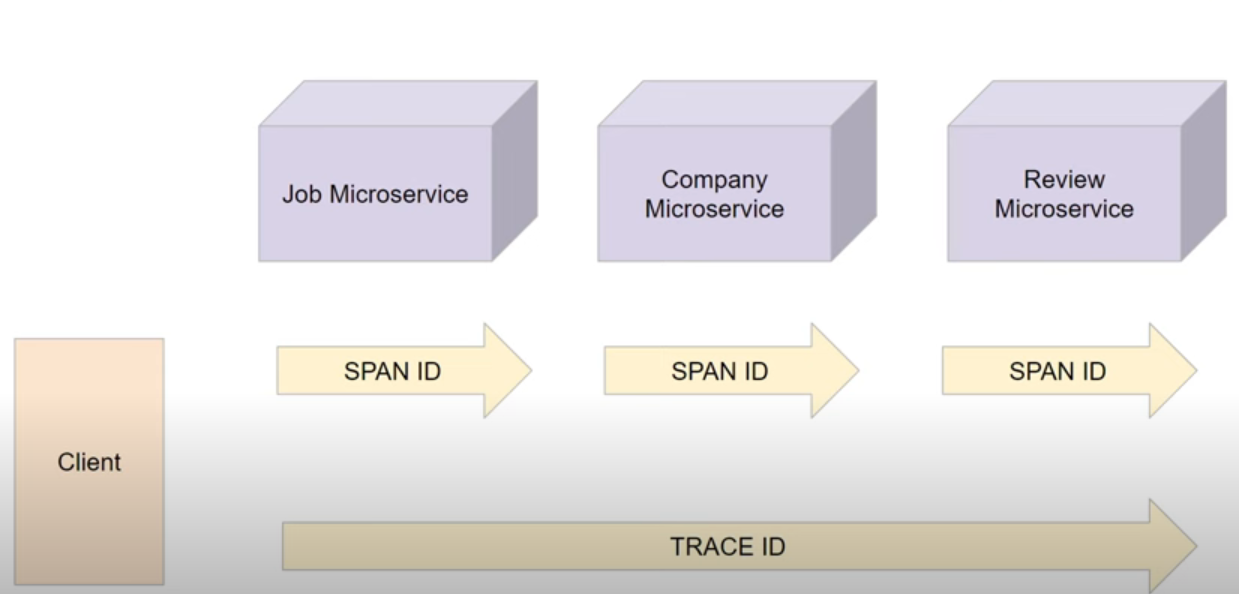 Job Microservice
Company
Microservice
Review
Microservice
SPAN ID
SPAN ID
SPAN ID
Client
TRACE ID